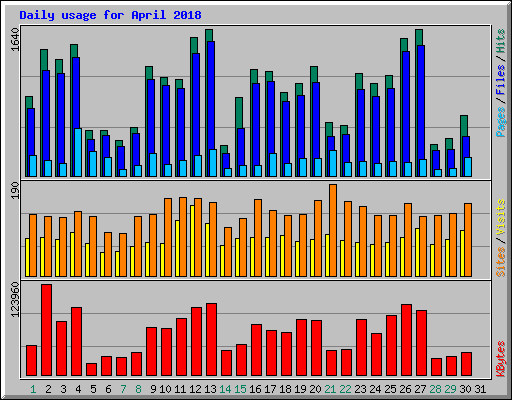 Daily usage for April 2018
1640
Pages / Files / Hits
190
Sites / Visits
123960
KBytes
1 2 3 4 5 6 7 8 9 10 11 12 13 14 15 16 17 18 19 20 21 22 23 24 25 26 27 28 29 30 31